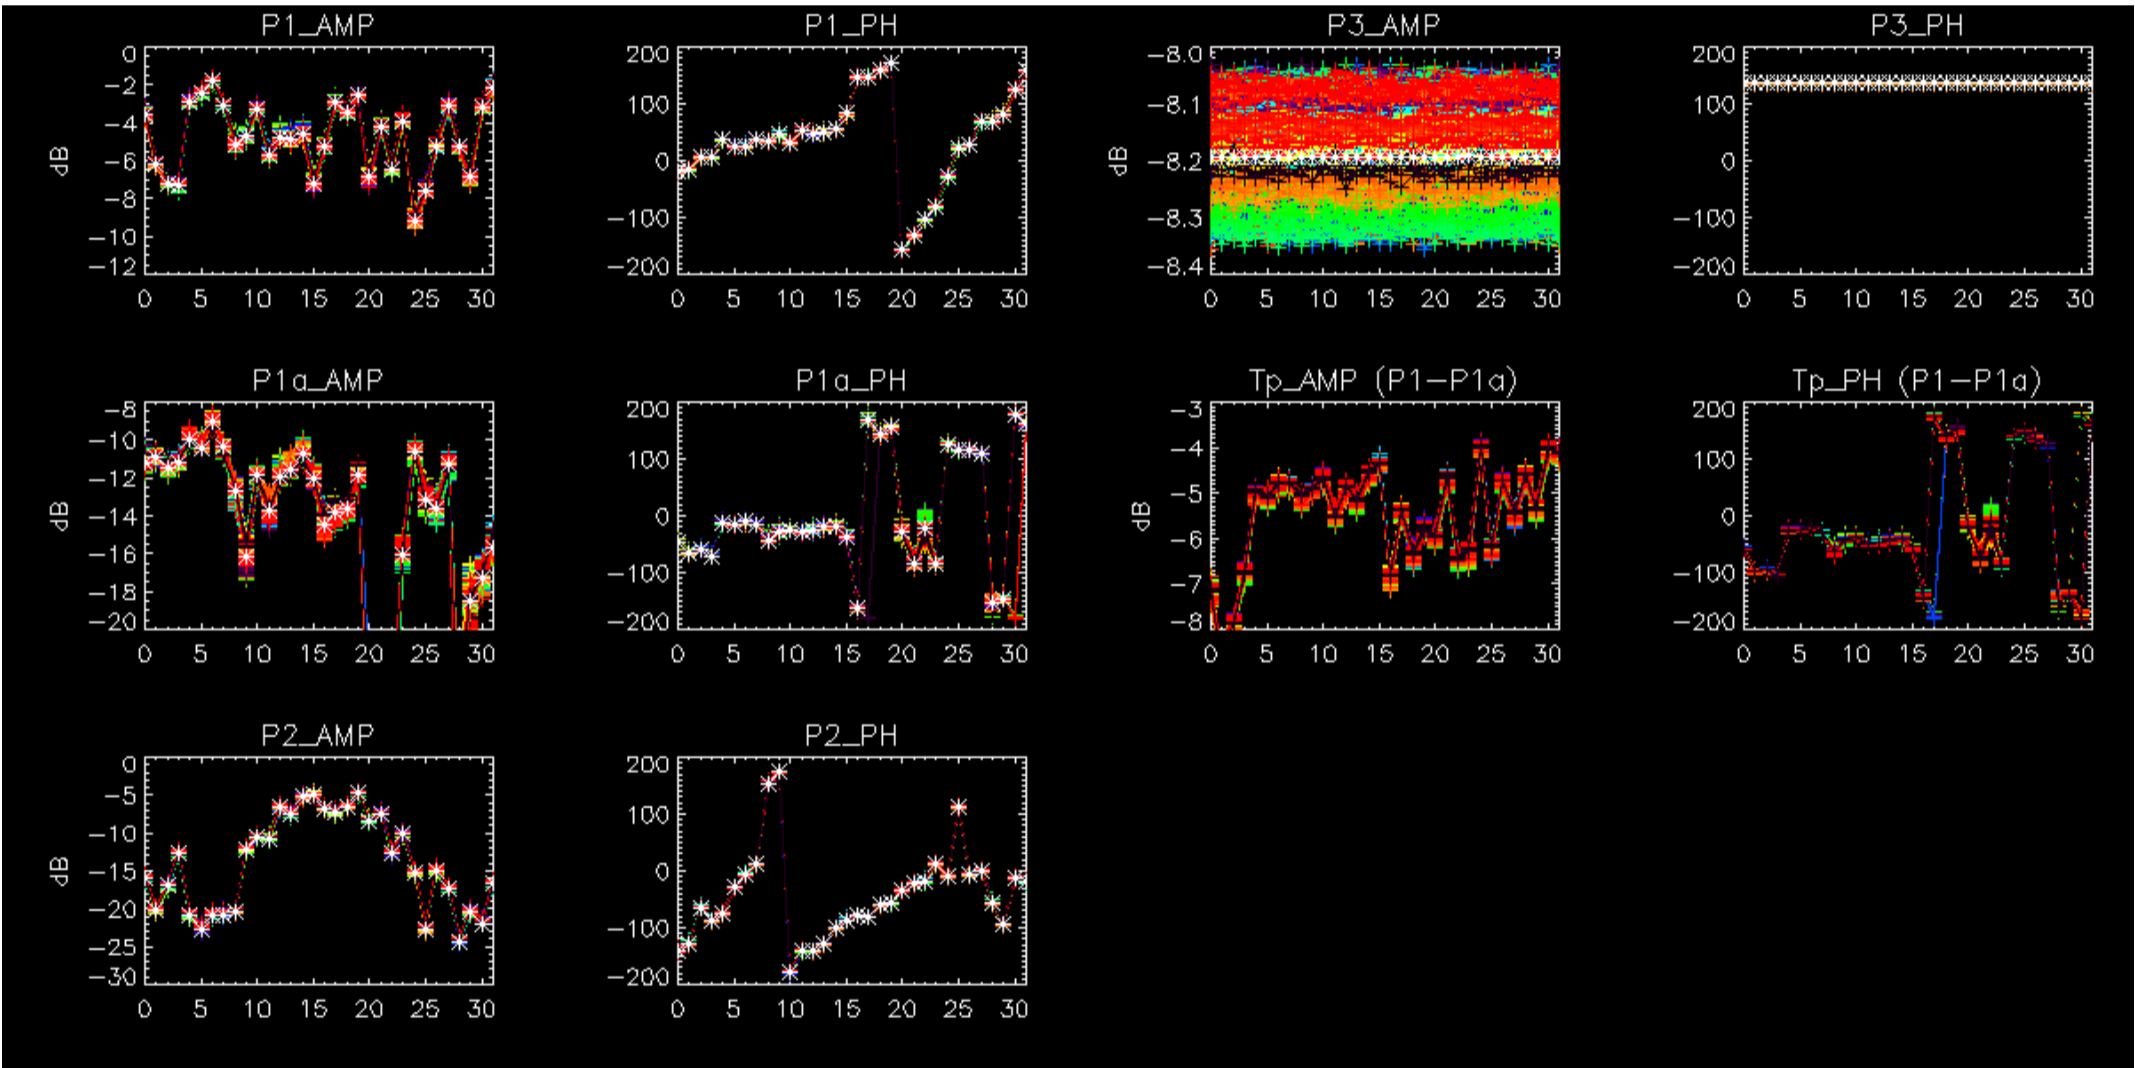 P1_AMP
0
−2
−4
−6
−8
−10
−12
dB
0 5 10 15 20 25 30
P1_PH
200
100
0
−100
−200
0 5 10 15 20 25 30
P3_AMP
−8.0
−8.1
−8.2
−8.3
−8.4
dB
0 5 10 15 20 25 30
P3_PH
200
100
0
−100
−200
0 5 10 15 20 25 30
P1a_AMP
−8
−10
−12
−14
−16
−18
−20
dB
0 5 10 15 20 25 30
P1a_PH
200
100
0
−100
−200
0 5 10 15 20 25 30
Tp_AMP (P1−P1a)
−3
−4
−5
−6
−7
−8
dB
0 5 10 15 20 25 30
Tp_PH (P1−P1a)
200
100
0
−100
−200
0 5 10 15 20 25 30
P2_AMP
0
−5
−10
−15
−20
−25
−30
dB
0 5 10 15 20 25 30
P2_PH
200
100
0
−100
−200
0 5 10 15 20 25 30